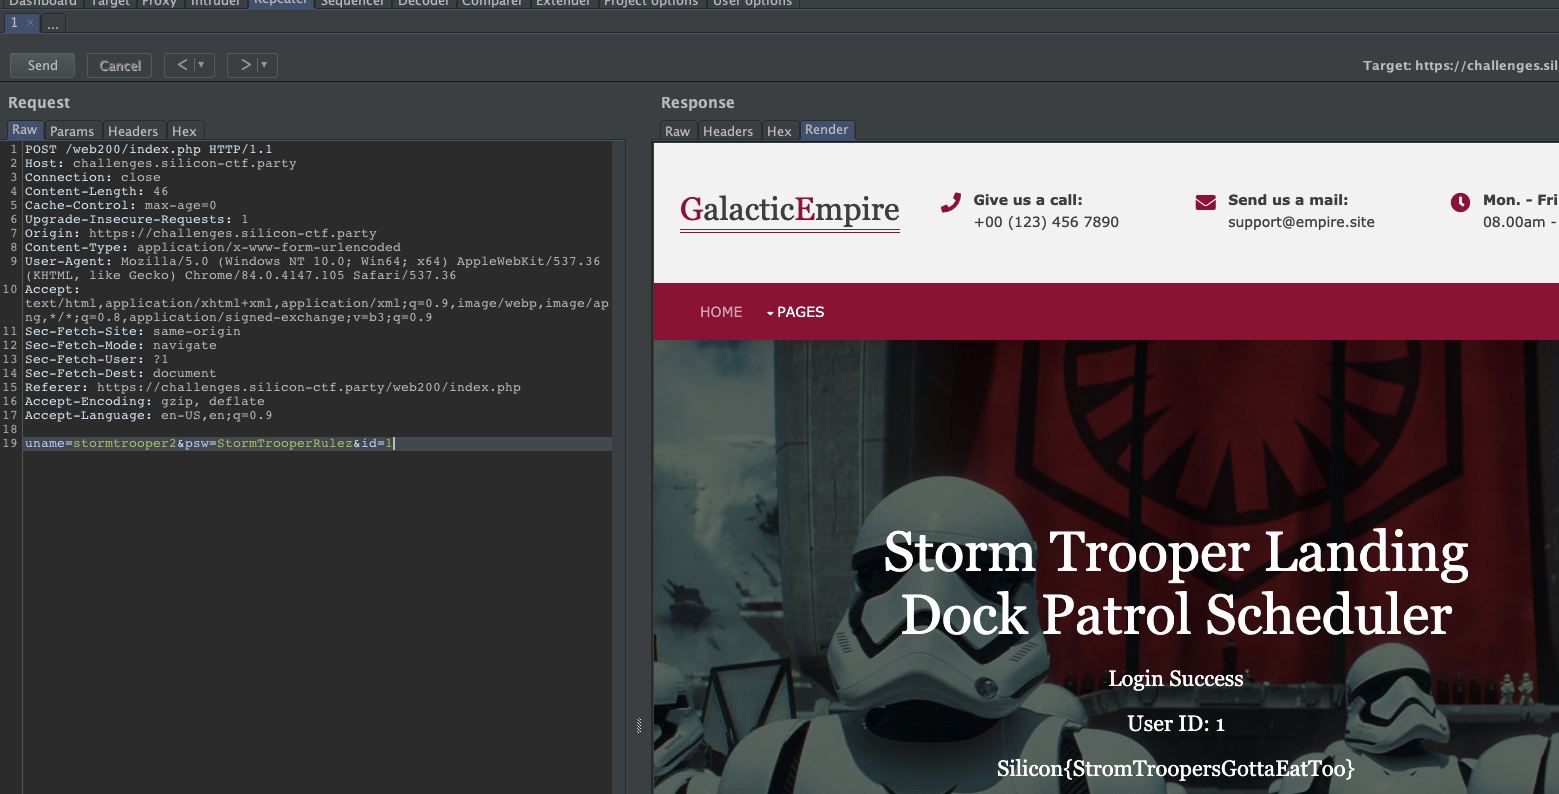 Dashboard Target Proxy Intruder Repeater Sequencer Decoder Comparer Extender Project options User options
1 × ...
Send Cancel < ▾ > ▾ Target: https://challenges.sil
Request
Raw Params Headers Hex
1 POST /web200/index.php HTTP/1.1
2 Host: challenges.silicon-ctf.party
3 Connection: close
4 Content-Length: 46
5 Cache-Control: max-age=0
6 Upgrade-Insecure-Requests: 1
7 Origin: https://challenges.silicon-ctf.party
8 Content-Type: application/x-www-form-urlencoded
9 User-Agent: Mozilla/5.0 (Windows NT 10.0; Win64; x64) AppleWebKit/537.36
(KHTML, like Gecko) Chrome/84.0.4147.105 Safari/537.36
10 Accept:
text/html,application/xhtml+xml,application/xml;q=0.9,image/webp,image/ap
ng,*/*;q=0.8,application/signed-exchange;v=b3;q=0.9
11 Sec-Fetch-Site: same-origin
12 Sec-Fetch-Mode: navigate
13 Sec-Fetch-User: ?1
14 Sec-Fetch-Dest: document
15 Referer: https://challenges.silicon-ctf.party/web200/index.php
16 Accept-Encoding: gzip, deflate
17 Accept-Language: en-US,en;q=0.9
18
19 uname=stormtrooper2&psw=StormTrooperRulez&id=1
Response
Raw Headers Hex Render
GalacticEmpire
Give us a call:
+00 (123) 456 7890
Send us a mail:
support@empire.site
Mon. - Fri
08.00am -
HOME ▾ PAGES
Storm Trooper Landing
Dock Patrol Scheduler
Login Success
User ID: 1
Silicon{StromTroopersGottaEatToo}